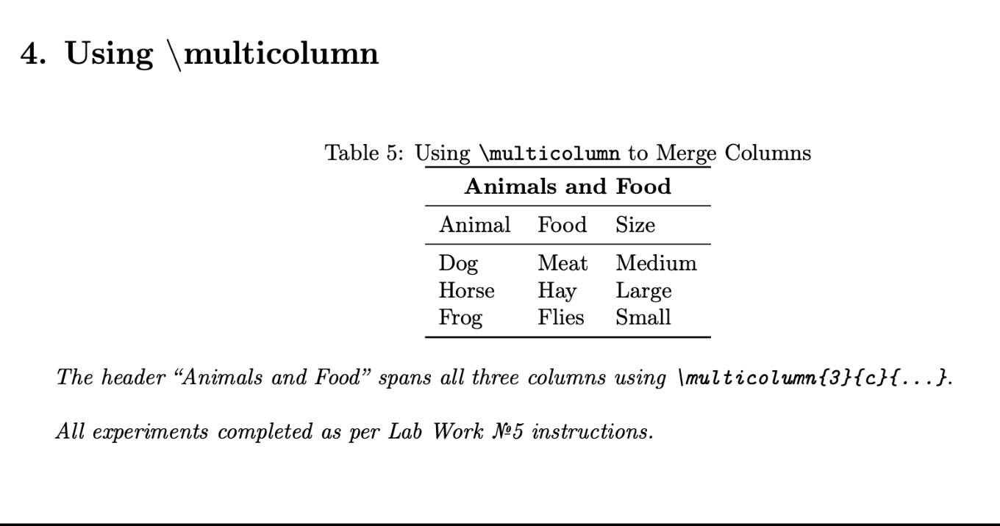 4. Using \multicolumn
Table 5: Using \multicolumn to Merge Columns
Animals and Food
Animal Food Size
Dog Meat Medium
Horse Hay Large
Frog Flies Small
The header “Animals and Food” spans all three columns using \multicolumn{3}{c}{...}.
All experiments completed as per Lab Work №5 instructions.